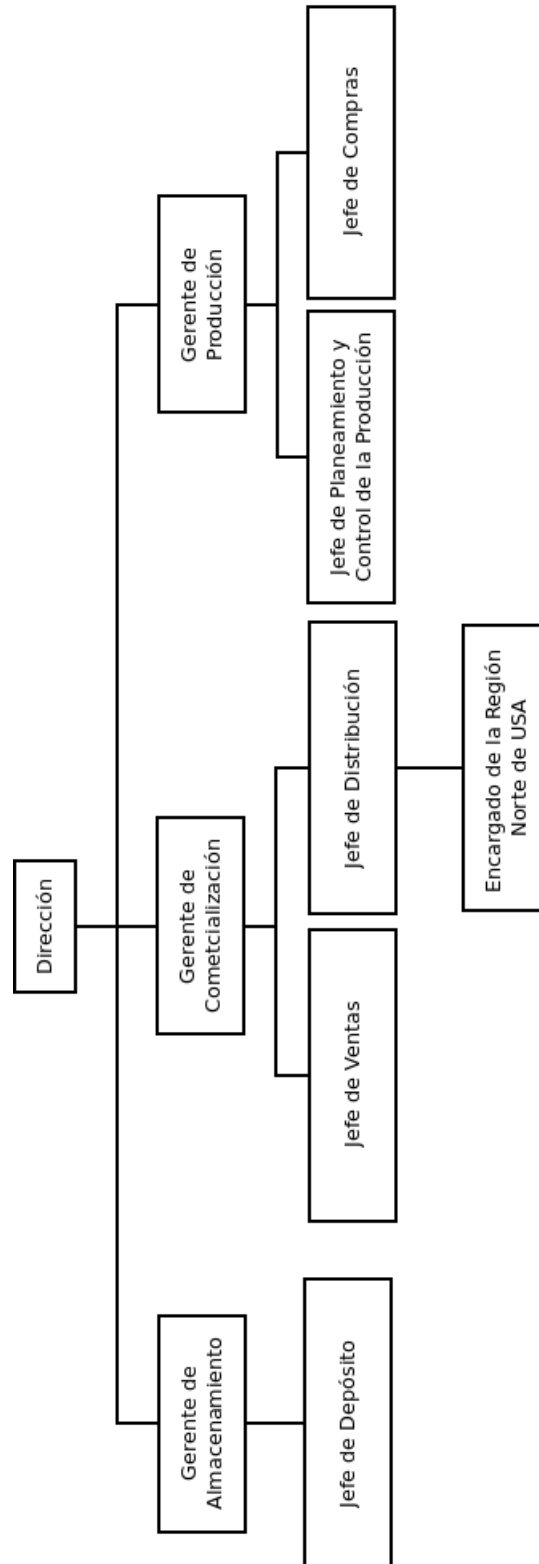 Dirección
Gerente de
Almacenamiento
Gerente de
Cometcialización
Gerente de
Producción
Jefe de Depósito
Jefe de Ventas
Jefe de Distribución
Jefe de Planeamiento y
Control de la Producción
Jefe de Compras
Encargado de la Región
Norte de USA